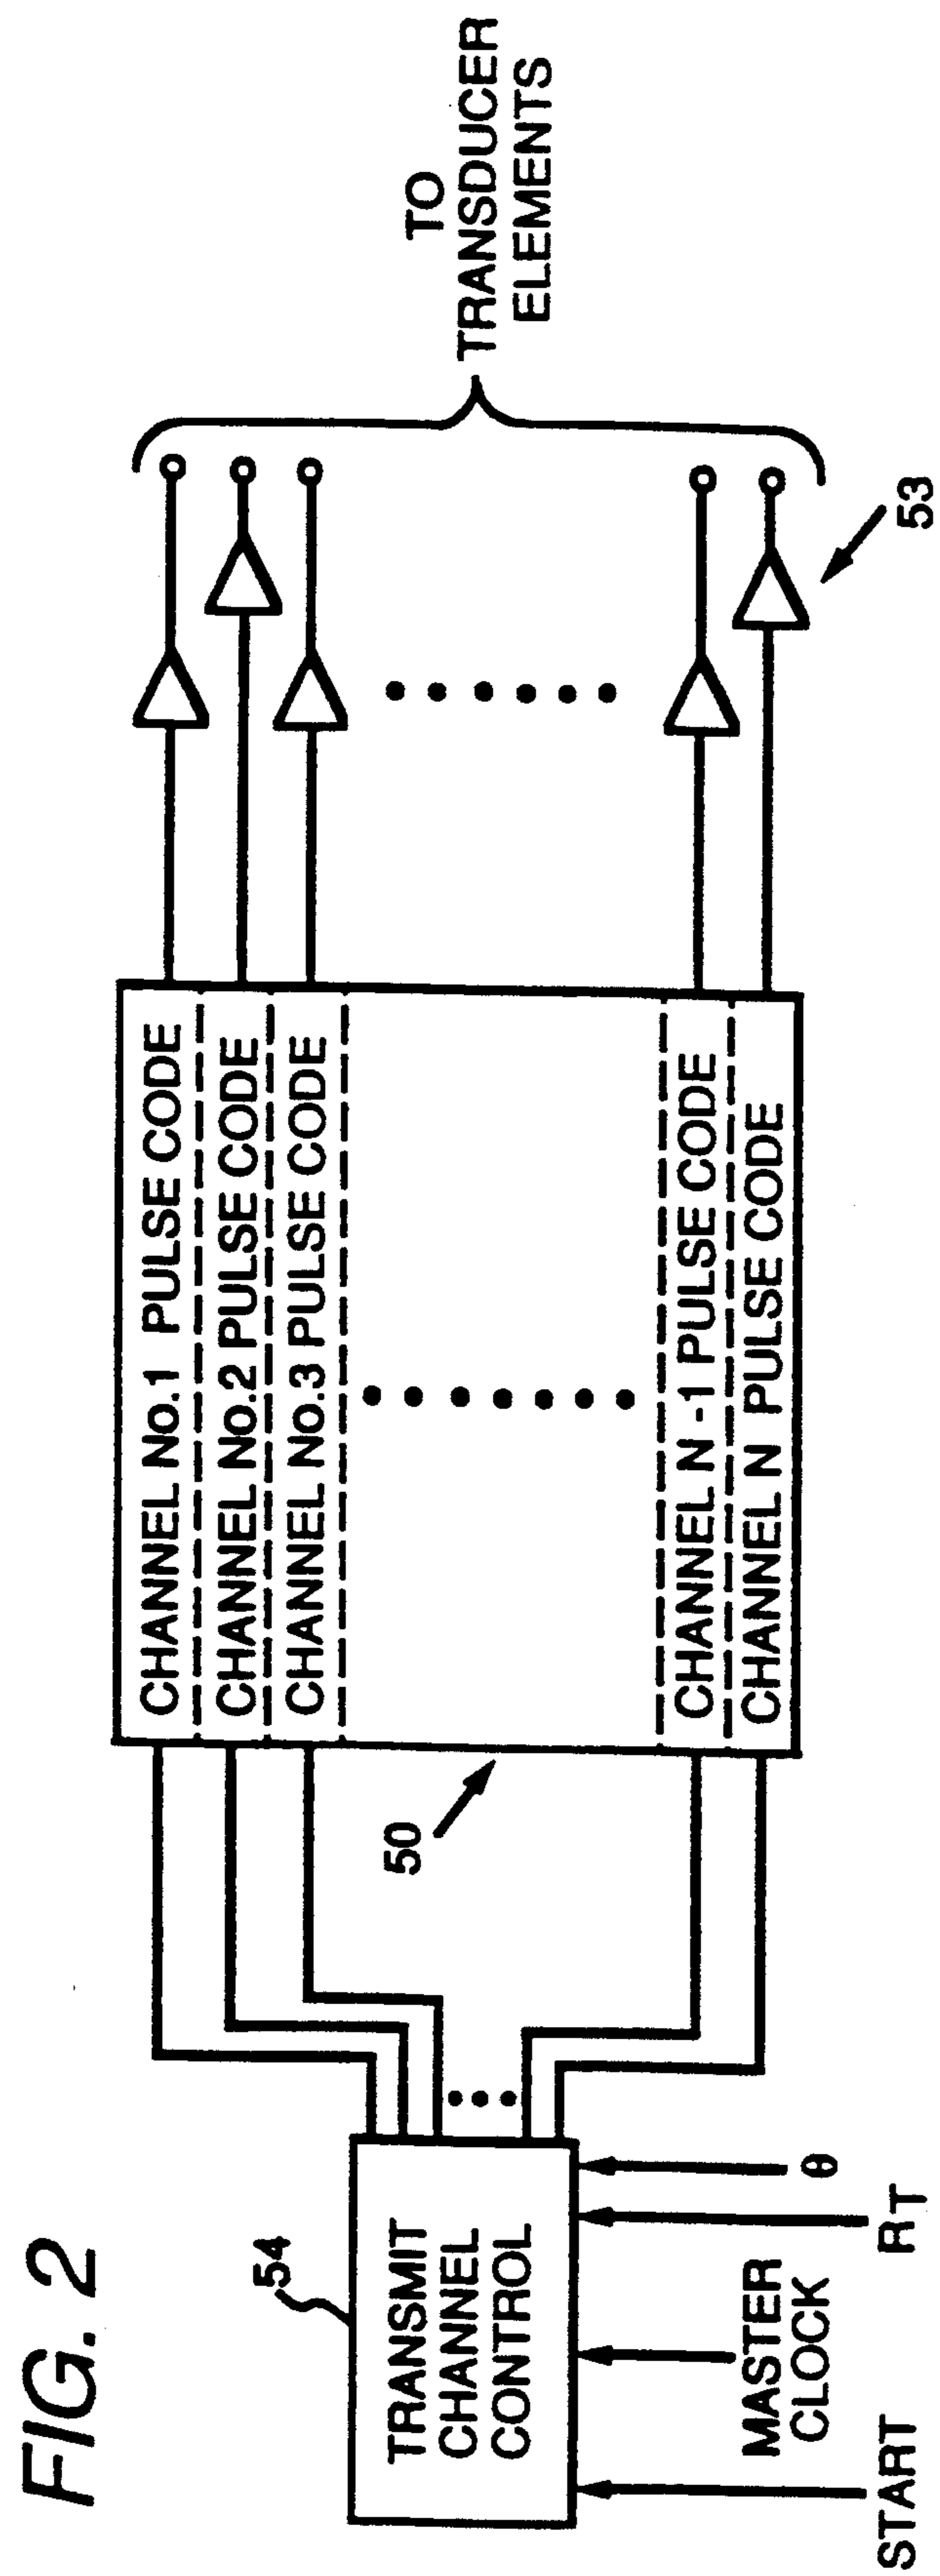 FIG. 2
54
TRANSMIT
CHANNEL
CONTROL
START
MASTER
CLOCK
RT
θ
50
CHANNEL No.1 PULSE CODE
CHANNEL No.2 PULSE CODE
CHANNEL No.3 PULSE CODE
CHANNEL N -1 PULSE CODE
CHANNEL N PULSE CODE
53
TO
TRANSDUCER
ELEMENTS